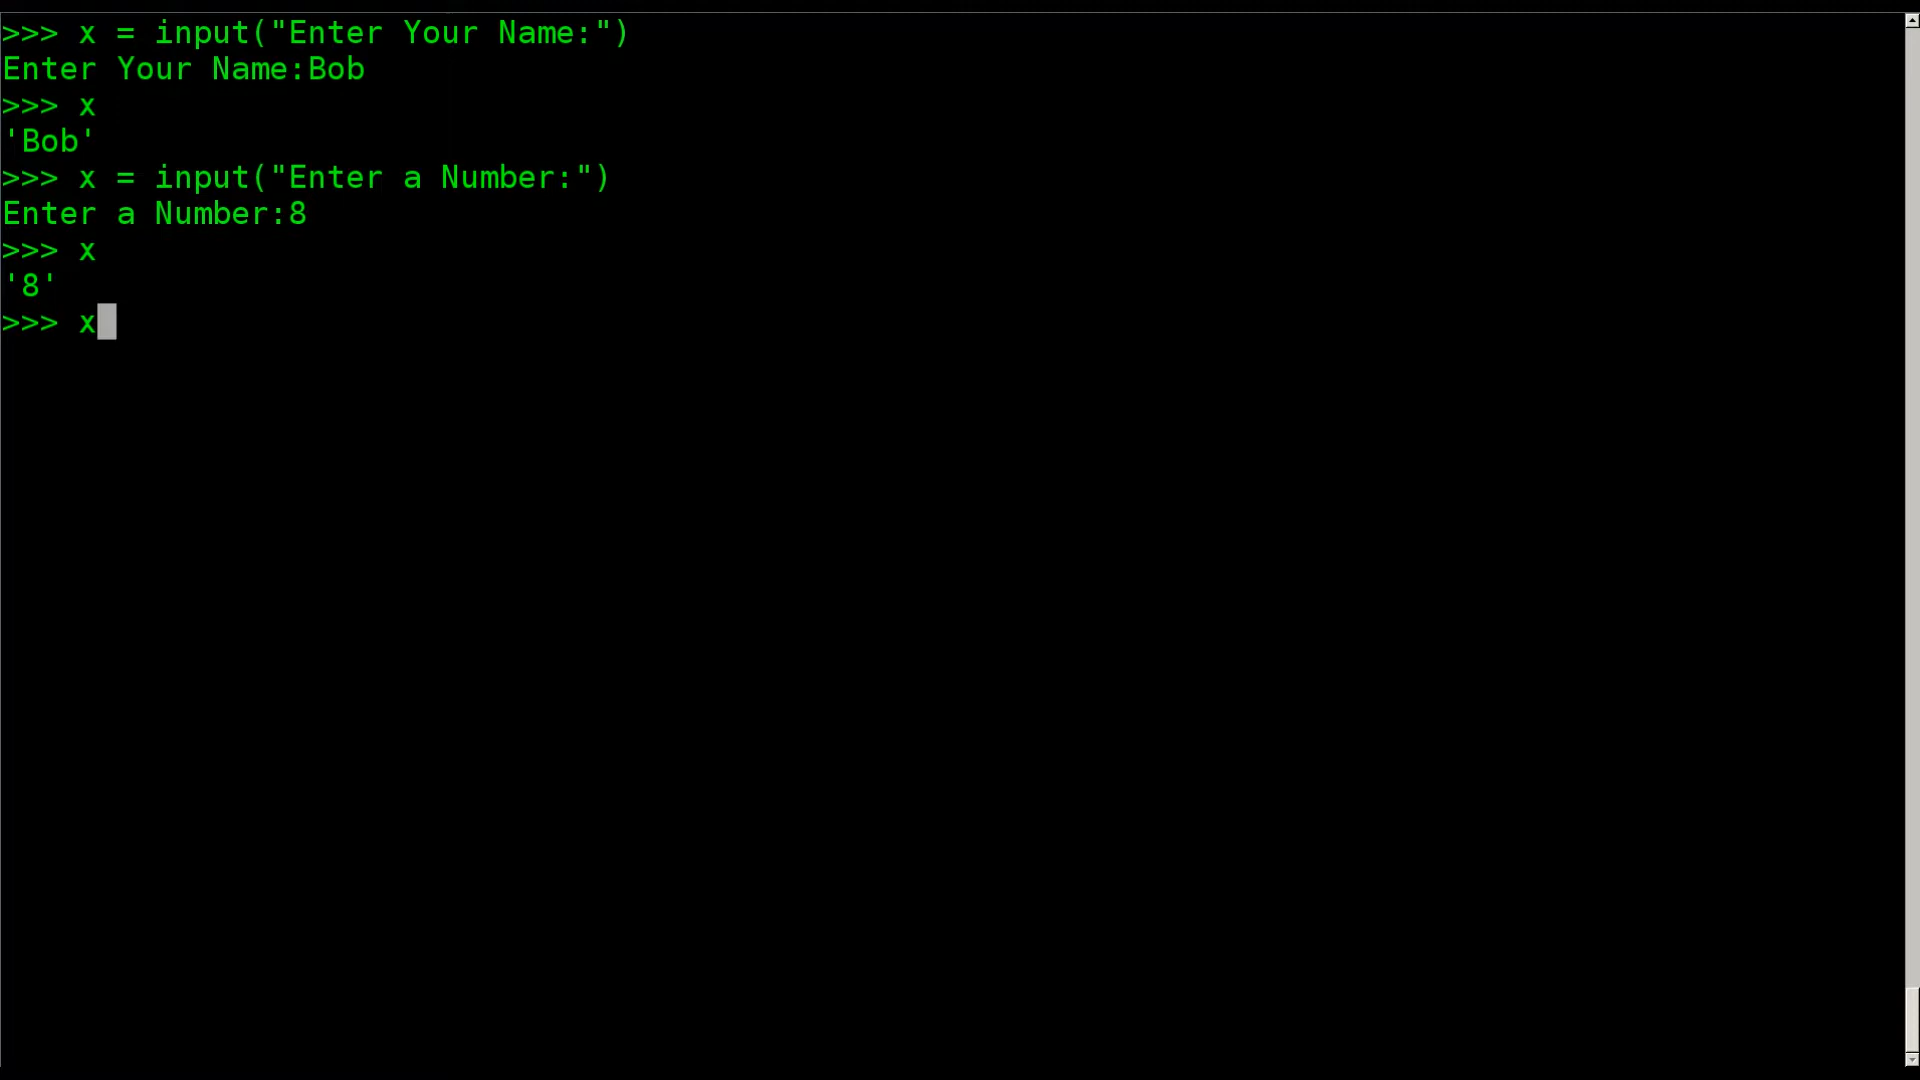 >>> x = input("Enter Your Name:")
Enter Your Name:Bob
>>> x
'Bob'
>>> x = input("Enter a Number:")
Enter a Number:8
>>> x
'8'
>>> x